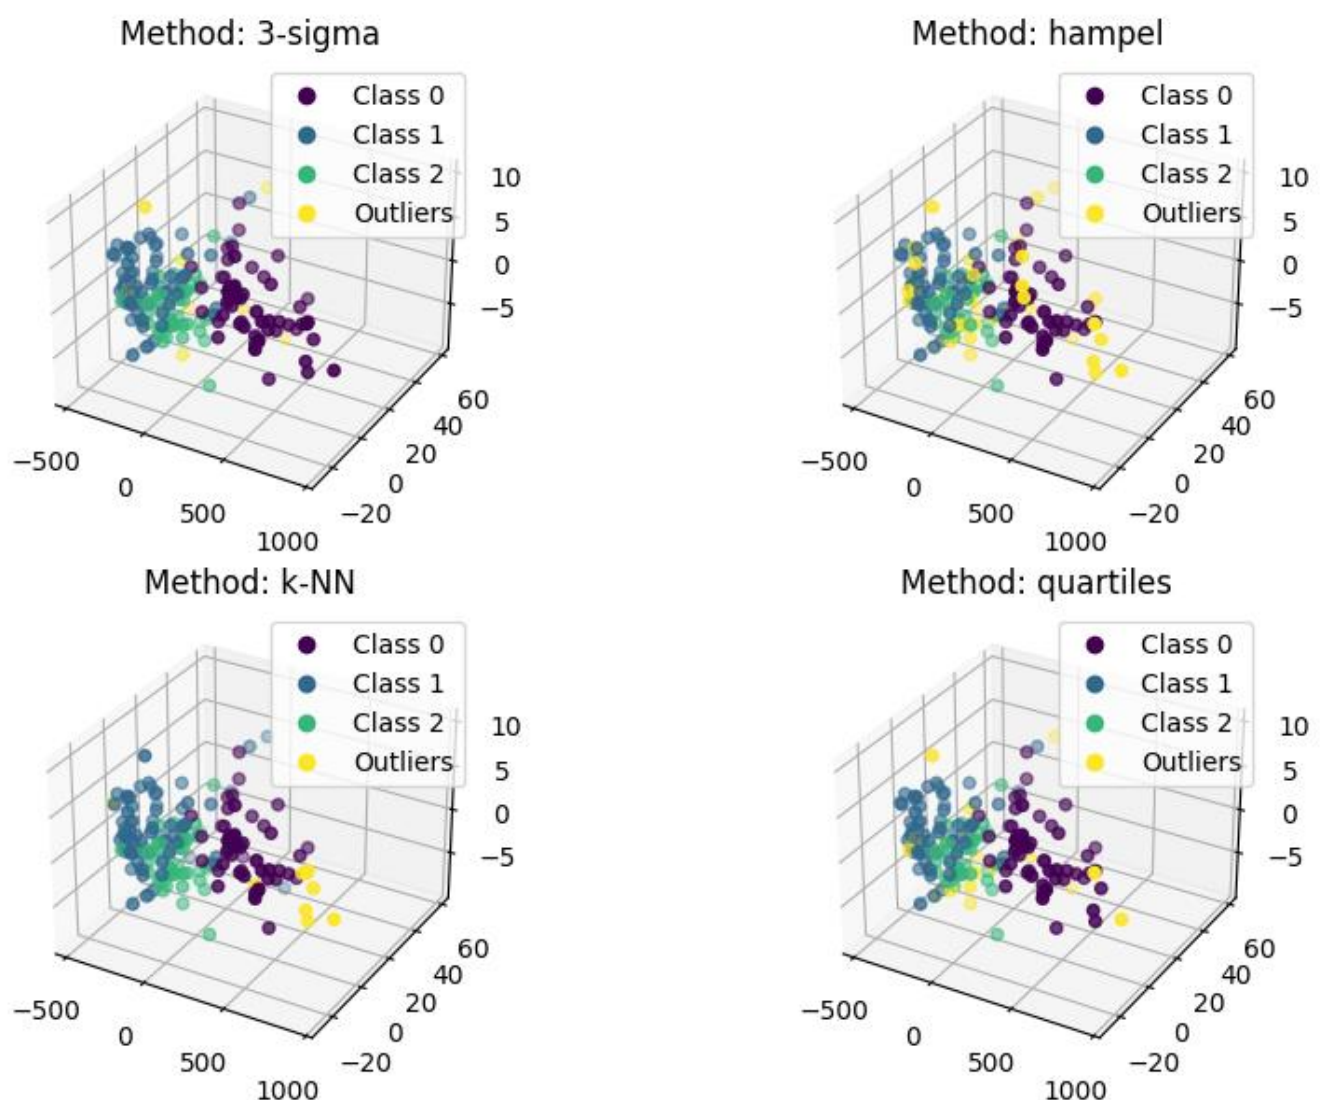 Method: 3-sigma
Class 0
Class 1
Class 2
Outliers
10
5
0
−5
60
40
20
0
−20
−500
0
500
1000
Method: hampel
Class 0
Class 1
Class 2
Outliers
10
5
0
−5
60
40
20
0
−20
−500
0
500
1000
Method: k-NN
Class 0
Class 1
Class 2
Outliers
10
5
0
−5
60
40
20
0
−20
−500
0
500
1000
Method: quartiles
Class 0
Class 1
Class 2
Outliers
10
5
0
−5
60
40
20
0
−20
−500
0
500
1000